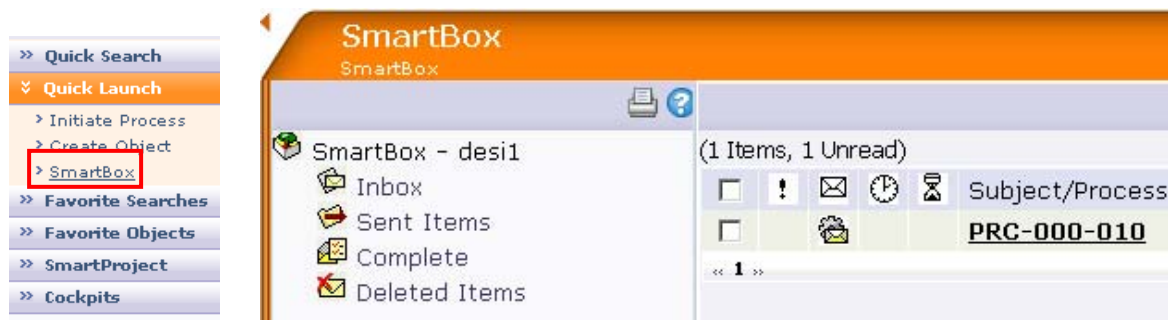 » Quick Search
Quick Launch
› Initiate Process
› Create Object
› SmartBox
» Favorite Searches
» Favorite Objects
» SmartProject
» Cockpits
SmartBox
SmartBox
SmartBox - desi1
Inbox
Sent Items
Complete
Deleted Items
(1 Items, 1 Unread)
! Subject/Process
PRC-000-010
« 1 »